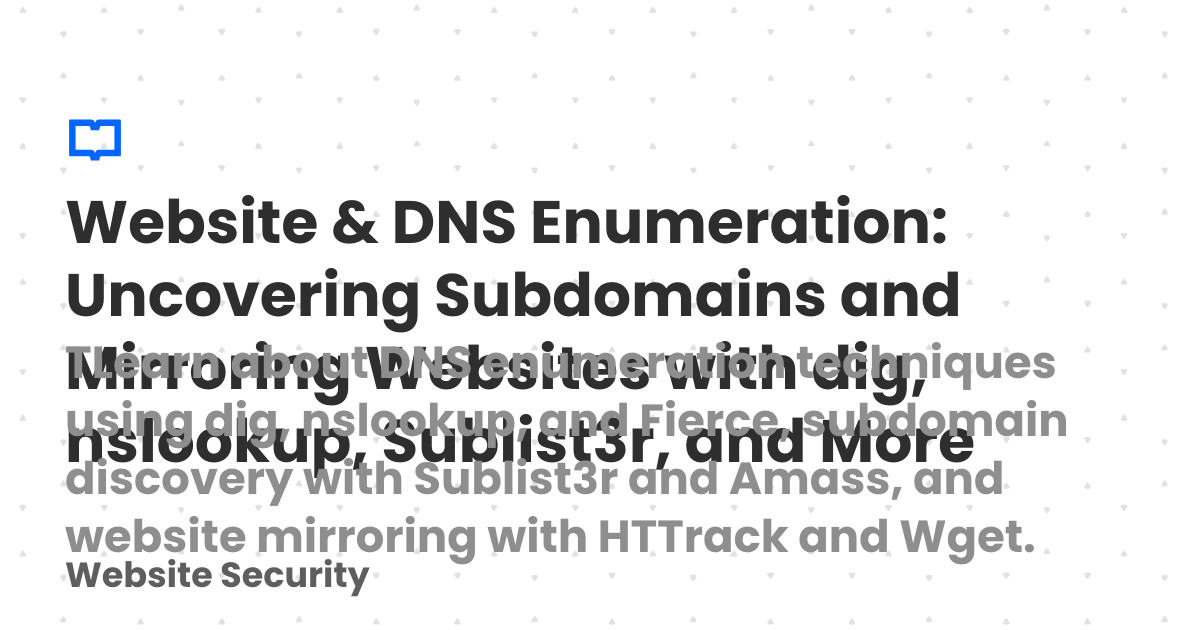 Website & DNS Enumeration:
Uncovering Subdomains and
Mirroring Websites with dig,
nslookup, Sublist3r, and More
learn about DNS enumeration techniques
using dig, nslookup, and Fierce, subdomain
discovery with Sublist3r and Amass, and
website mirroring with HTTrack and Wget.
Website Security